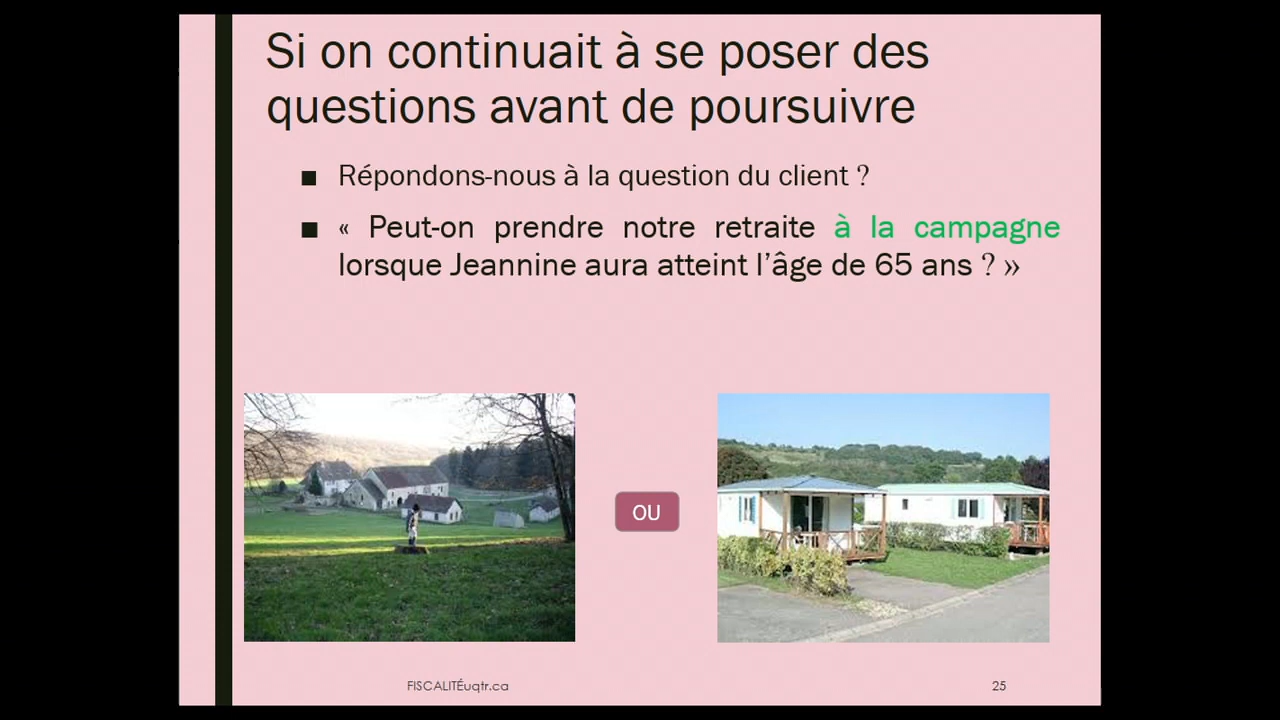 Si on continuait à se poser des
questions avant de poursuivre
■ Répondons-nous à la question du client ?
■ « Peut-on prendre notre retraite à la campagne
lorsque Jeannine aura atteint l'âge de 65 ans ? »
OU
FISCALITÉuqtr.ca
25